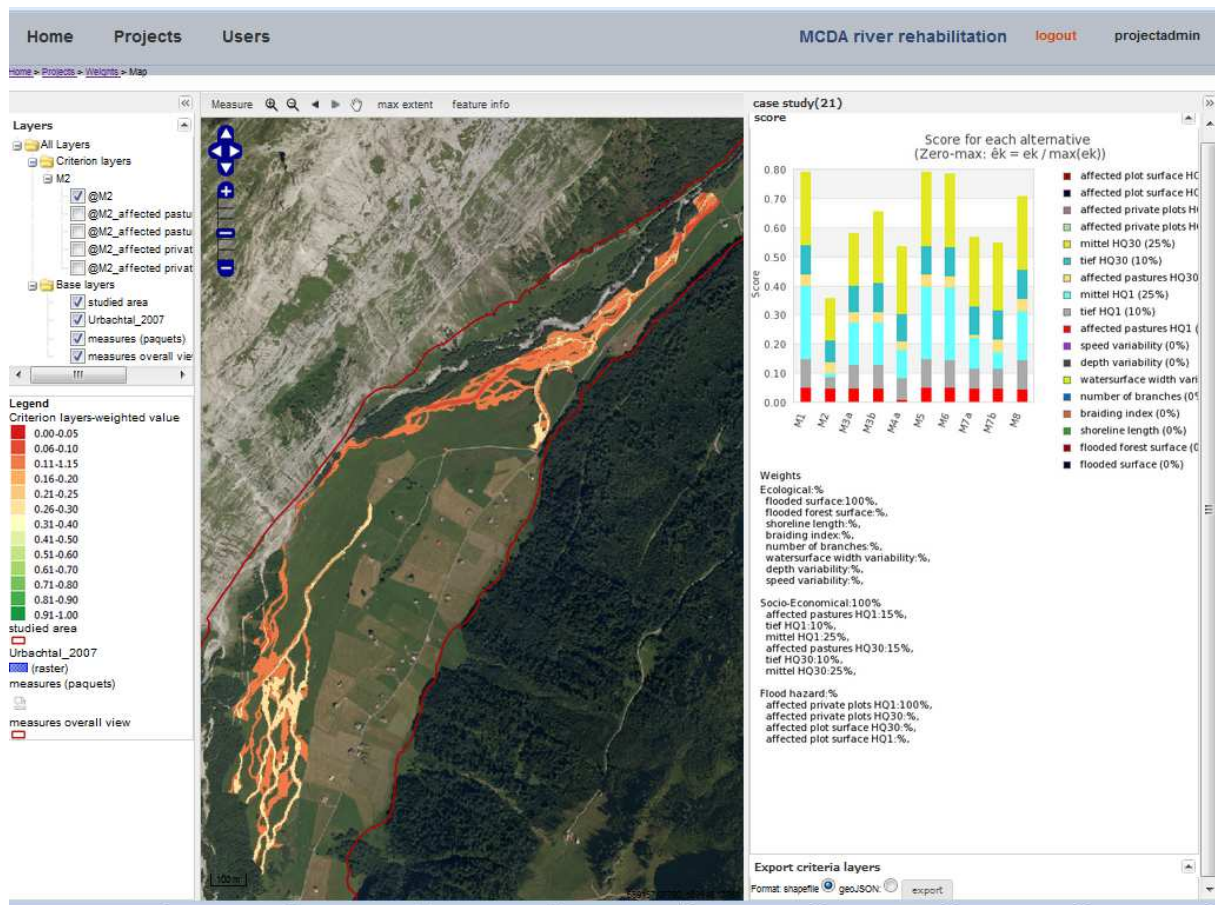 Home Projects Users MCDA river rehabilitation logout projectadmin
Home > Projects > Weights > Map
Measure max extent feature info
Layers
All Layers
Criterion layers
M2
@M2
@M2_affected pastu
@M2_affected pastu
@M2_affected privat
@M2_affected privat
Base layers
studied area
Urbachtal_2007
measures (paquets)
measures overall vie
Legend
Criterion layers-weighted value
0.00-0.05
0.06-0.10
0.11-1.15
0.16-0.20
0.21-0.25
0.26-0.30
0.31-0.40
0.41-0.50
0.51-0.60
0.61-0.70
0.71-0.80
0.81-0.90
0.91-1.00
studied area
Urbachtal_2007
(raster)
measures (paquets)
measures overall view
100 m
case study(21)
score
Score for each alternative
(Zero-max: êk = ek / max(ek))
Score
0.80
0.70
0.60
0.50
0.40
0.30
0.20
0.10
0.00
M1 M2 M3a M3b M4a M5 M6 M7a M7b M8
affected plot surface HC
affected plot surface HC
affected private plots H
affected private plots H
mittel HQ30 (25%)
tief HQ30 (10%)
affected pastures HQ30
mittel HQ1 (25%)
tief HQ1 (10%)
affected pastures HQ1 (
speed variability (0%)
depth variability (0%)
watersurface width vari
number of branches (0%
braiding index (0%)
shoreline length (0%)
flooded forest surface (0
flooded surface (0%)
Weights
Ecological:%
flooded surface:100%,
flooded forest surface:%,
shoreline length:%,
braiding index:%,
number of branches:%,
watersurface width variability:%,
depth variability:%,
speed variability:%,
Socio-Economical:100%
affected pastures HQ1:15%,
tief HQ1:10%,
mittel HQ1:25%,
affected pastures HQ30:15%,
tief HQ30:10%,
mittel HQ30:25%,
Flood hazard:%
affected private plots HQ1:100%,
affected private plots HQ30:%,
affected plot surface HQ30:%,
affected plot surface HQ1:%,
Export criteria layers
Format: shapefile geoJSON: export